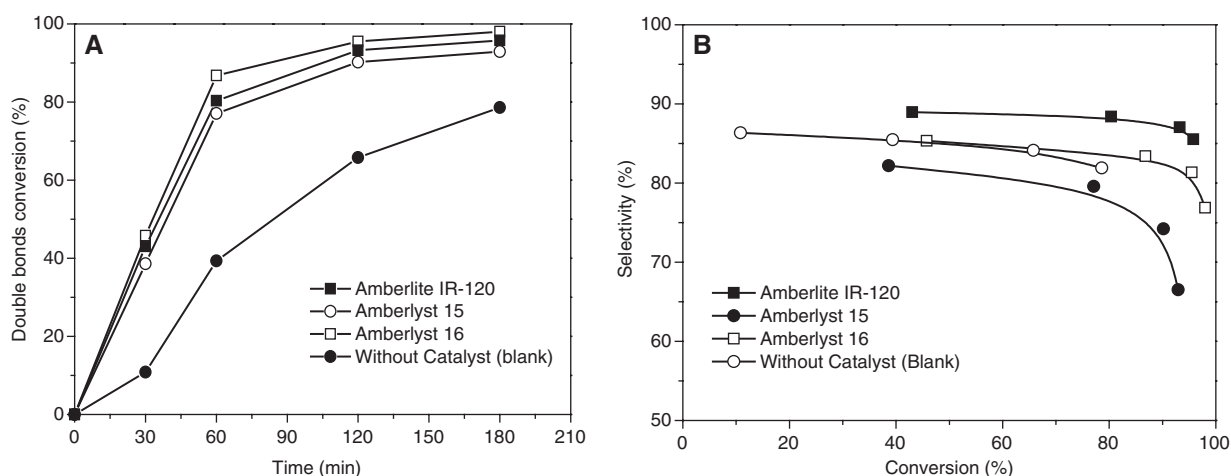 A
Double bonds conversion (%)
100
80
60
40
20
0
Amberlite IR-120
Amberlyst 15
Amberlyst 16
Without Catalyst (blank)
0 30 60 90 120 150 180 210
Time (min)
B
Selectivity (%)
100
90
80
70
60
50
Amberlite IR-120
Amberlyst 15
Amberlyst 16
Without Catalyst (Blank)
0 20 40 60 80 100
Conversion (%)